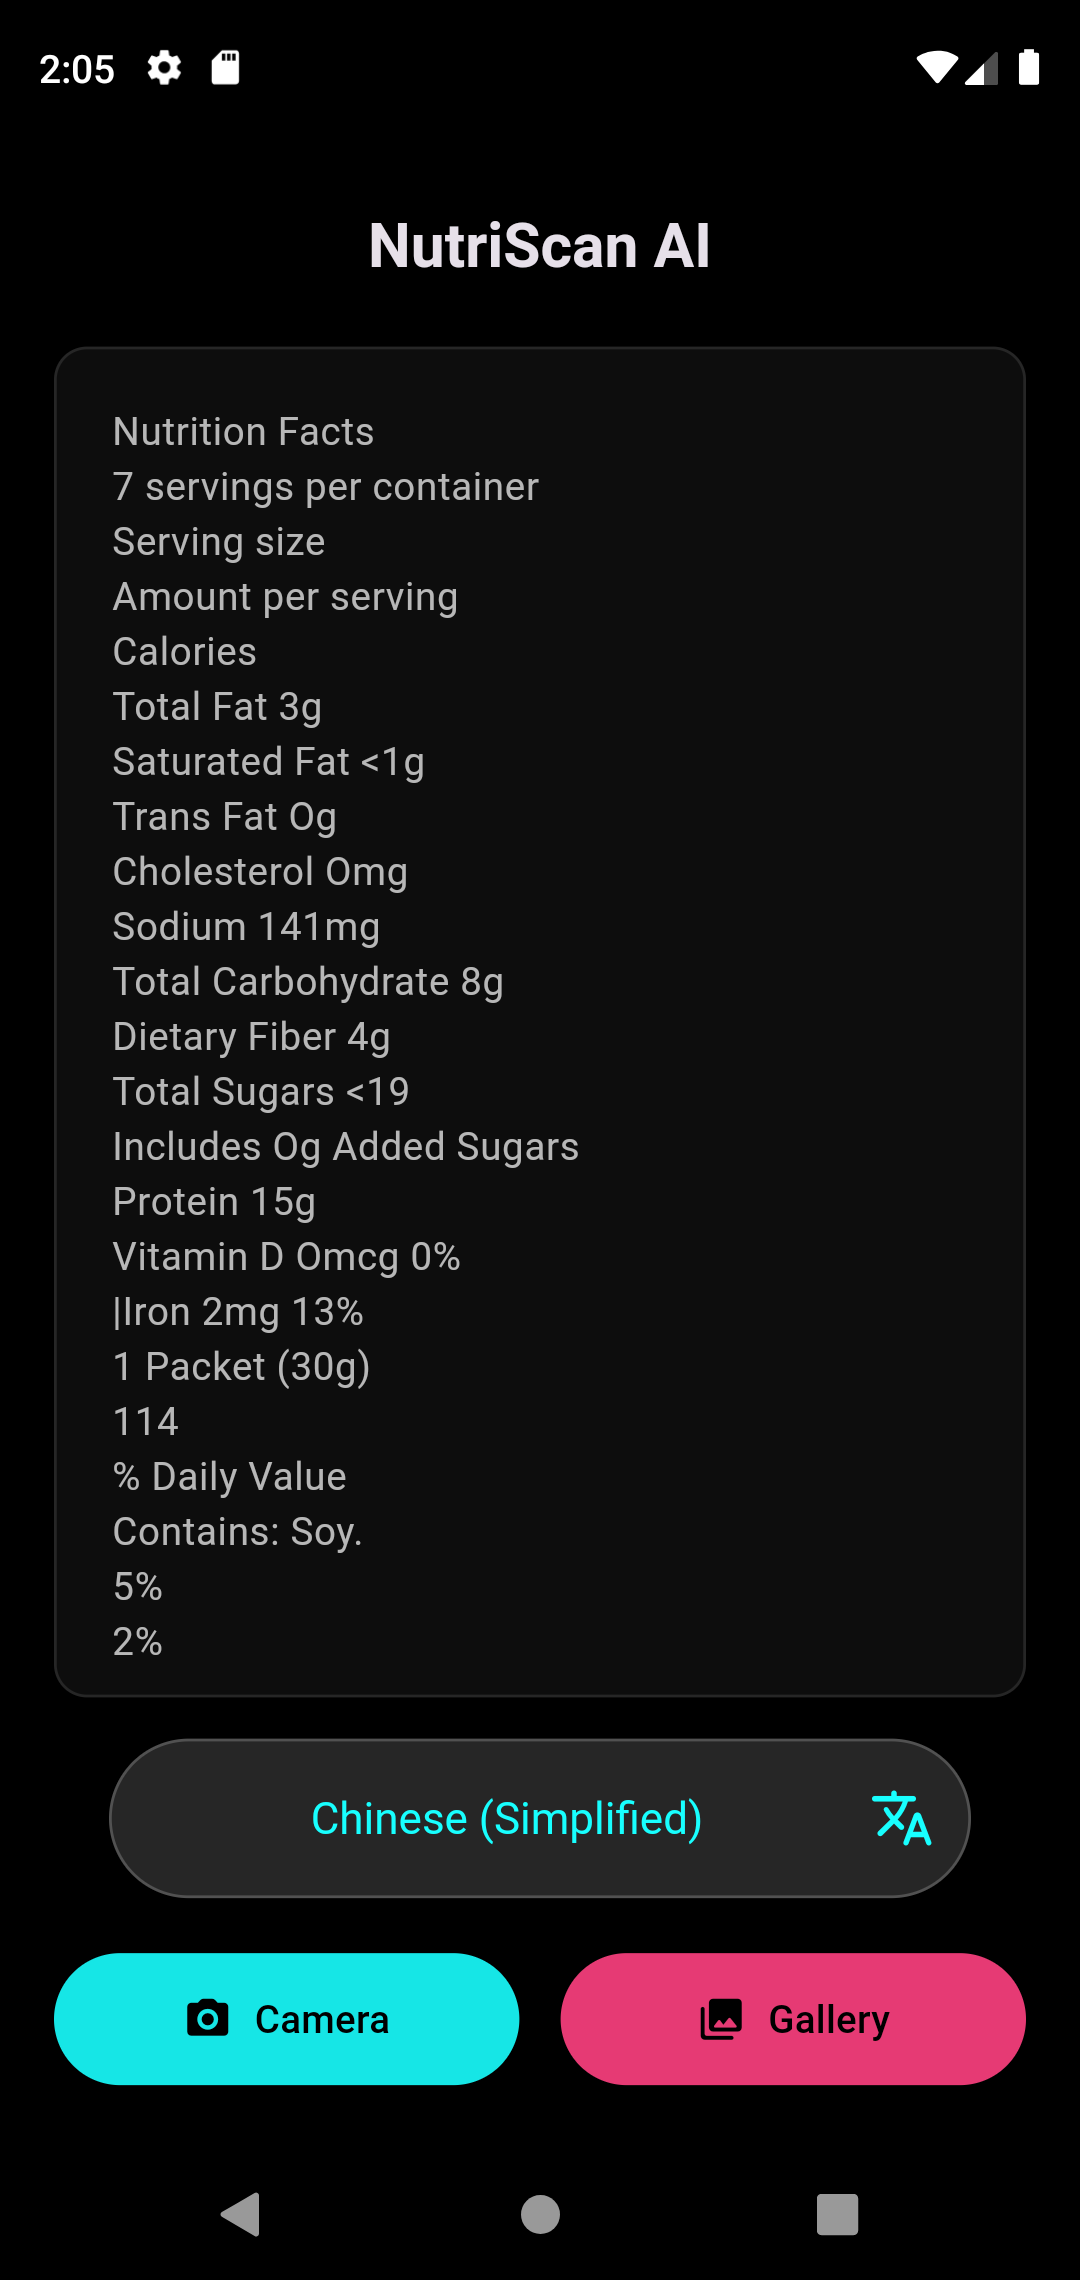 2:05
NutriScan AI
Nutrition Facts
7 servings per container
Serving size
Amount per serving
Calories
Total Fat 3g
Saturated Fat <1g
Trans Fat Og
Cholesterol Omg
Sodium 141mg
Total Carbohydrate 8g
Dietary Fiber 4g
Total Sugars <19
Includes Og Added Sugars
Protein 15g
Vitamin D Omcg 0%
|Iron 2mg 13%
1 Packet (30g)
114
% Daily Value
Contains: Soy.
5%
2%
Chinese (Simplified)
Camera
Gallery